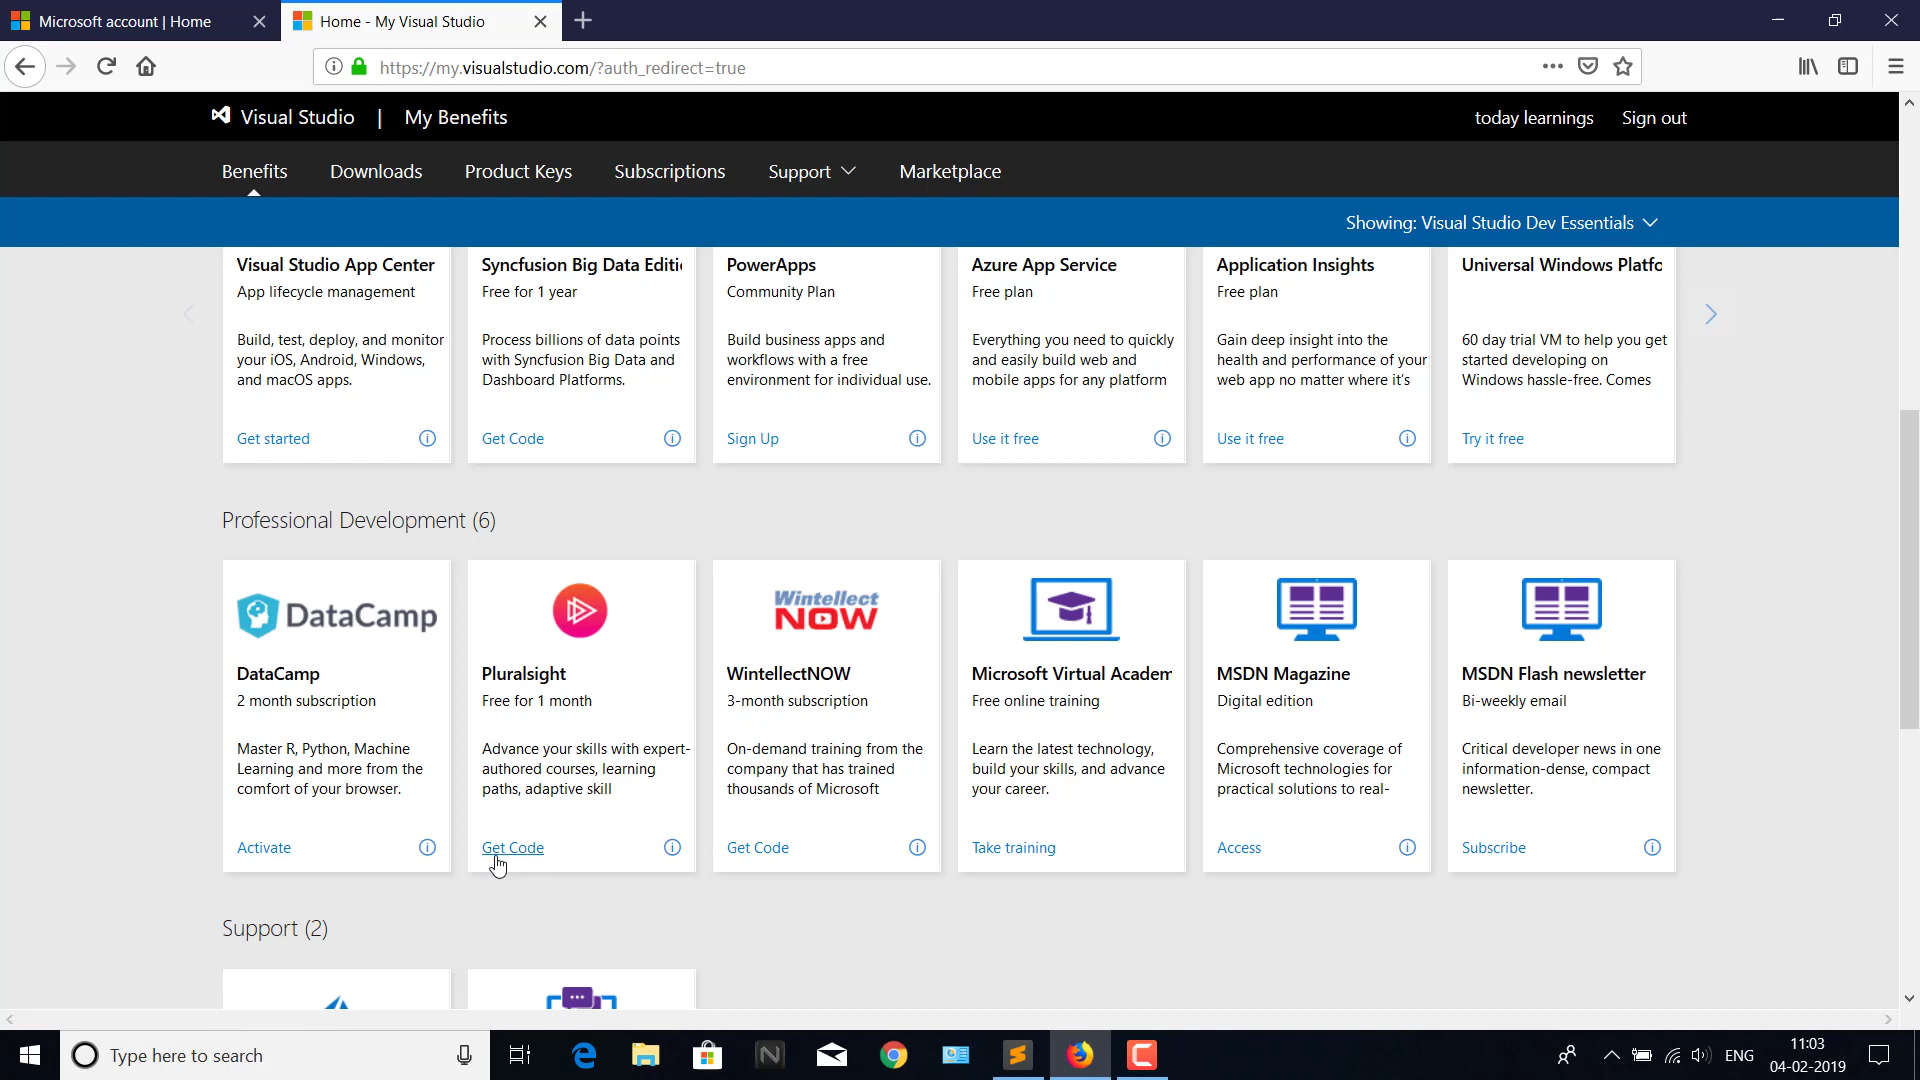 Microsoft account | Home
Home - My Visual Studio
https://my.visualstudio.com/?auth_redirect=true
Visual Studio | My Benefits
today learnings
Sign out
Benefits
Downloads
Product Keys
Subscriptions
Support
Marketplace
Showing: Visual Studio Dev Essentials
Visual Studio App Center
App lifecycle management
Build, test, deploy, and monitor
your iOS, Android, Windows,
and macOS apps.
Get started
Syncfusion Big Data Editi
Free for 1 year
Process billions of data points
with Syncfusion Big Data and
Dashboard Platforms.
Get Code
PowerApps
Community Plan
Build business apps and
workflows with a free
environment for individual use.
Sign Up
Azure App Service
Free plan
Everything you need to quickly
and easily build web and
mobile apps for any platform
Use it free
Application Insights
Free plan
Gain deep insight into the
health and performance of your
web app no matter where it's
Use it free
Universal Windows Platfo
60 day trial VM to help you get
started developing on
Windows hassle-free. Comes
Try it free
Professional Development (6)
DataCamp
DataCamp
2 month subscription
Master R, Python, Machine
Learning and more from the
comfort of your browser.
Activate
Pluralsight
Free for 1 month
Advance your skills with expert-
authored courses, learning
paths, adaptive skill
Get Code
Wintellect
NOW
WintellectNOW
3-month subscription
On-demand training from the
company that has trained
thousands of Microsoft
Get Code
Microsoft Virtual Academ
Free online training
Learn the latest technology,
build your skills, and advance
your career.
Take training
MSDN Magazine
Digital edition
Comprehensive coverage of
Microsoft technologies for
practical solutions to real-
Access
MSDN Flash newsletter
Bi-weekly email
Critical developer news in one
information-dense, compact
newsletter.
Subscribe
Support (2)
Type here to search
ENG
11:03
04-02-2019